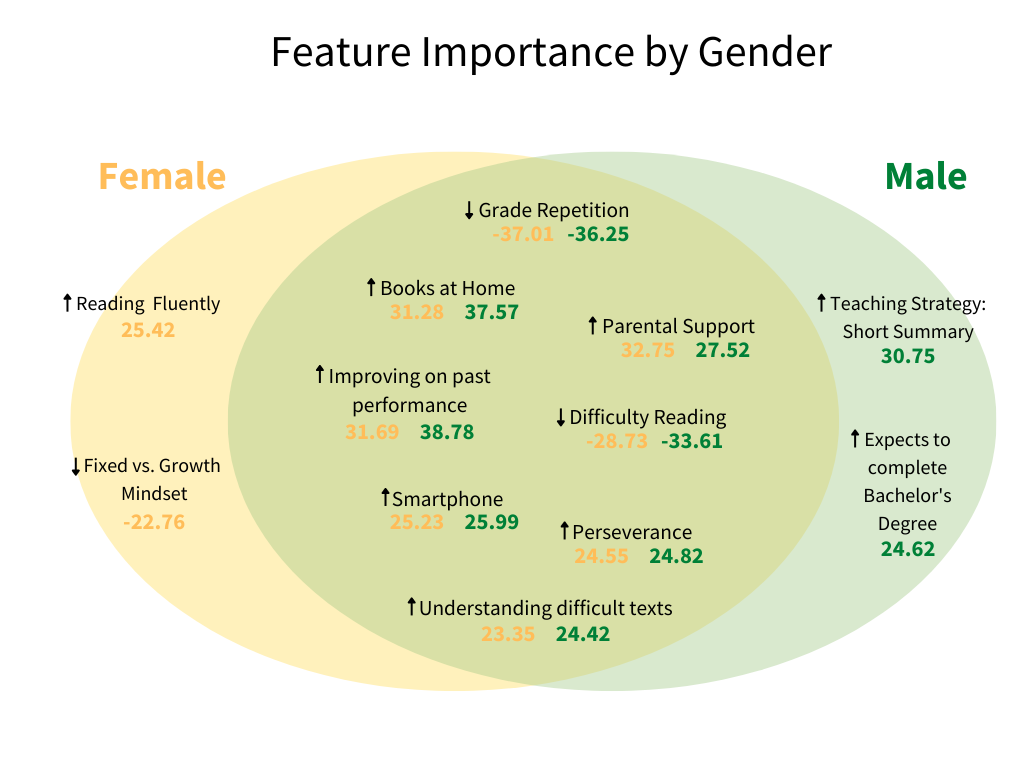 Feature Importance by Gender
Female
Male
↓ Grade Repetition
-37.01 -36.25
↑ Books at Home
31.28 37.57
↑ Reading Fluently
25.42
↑ Teaching Strategy:
Short Summary
30.75
↑ Parental Support
32.75 27.52
↑ Improving on past
performance
31.69 38.78
↓ Difficulty Reading
-28.73 -33.61
↓ Fixed vs. Growth
Mindset
-22.76
↑ Expects to
complete
Bachelor's
Degree
24.62
↑ Smartphone
25.23 25.99
↑ Perseverance
24.55 24.82
↑ Understanding difficult texts
23.35 24.42